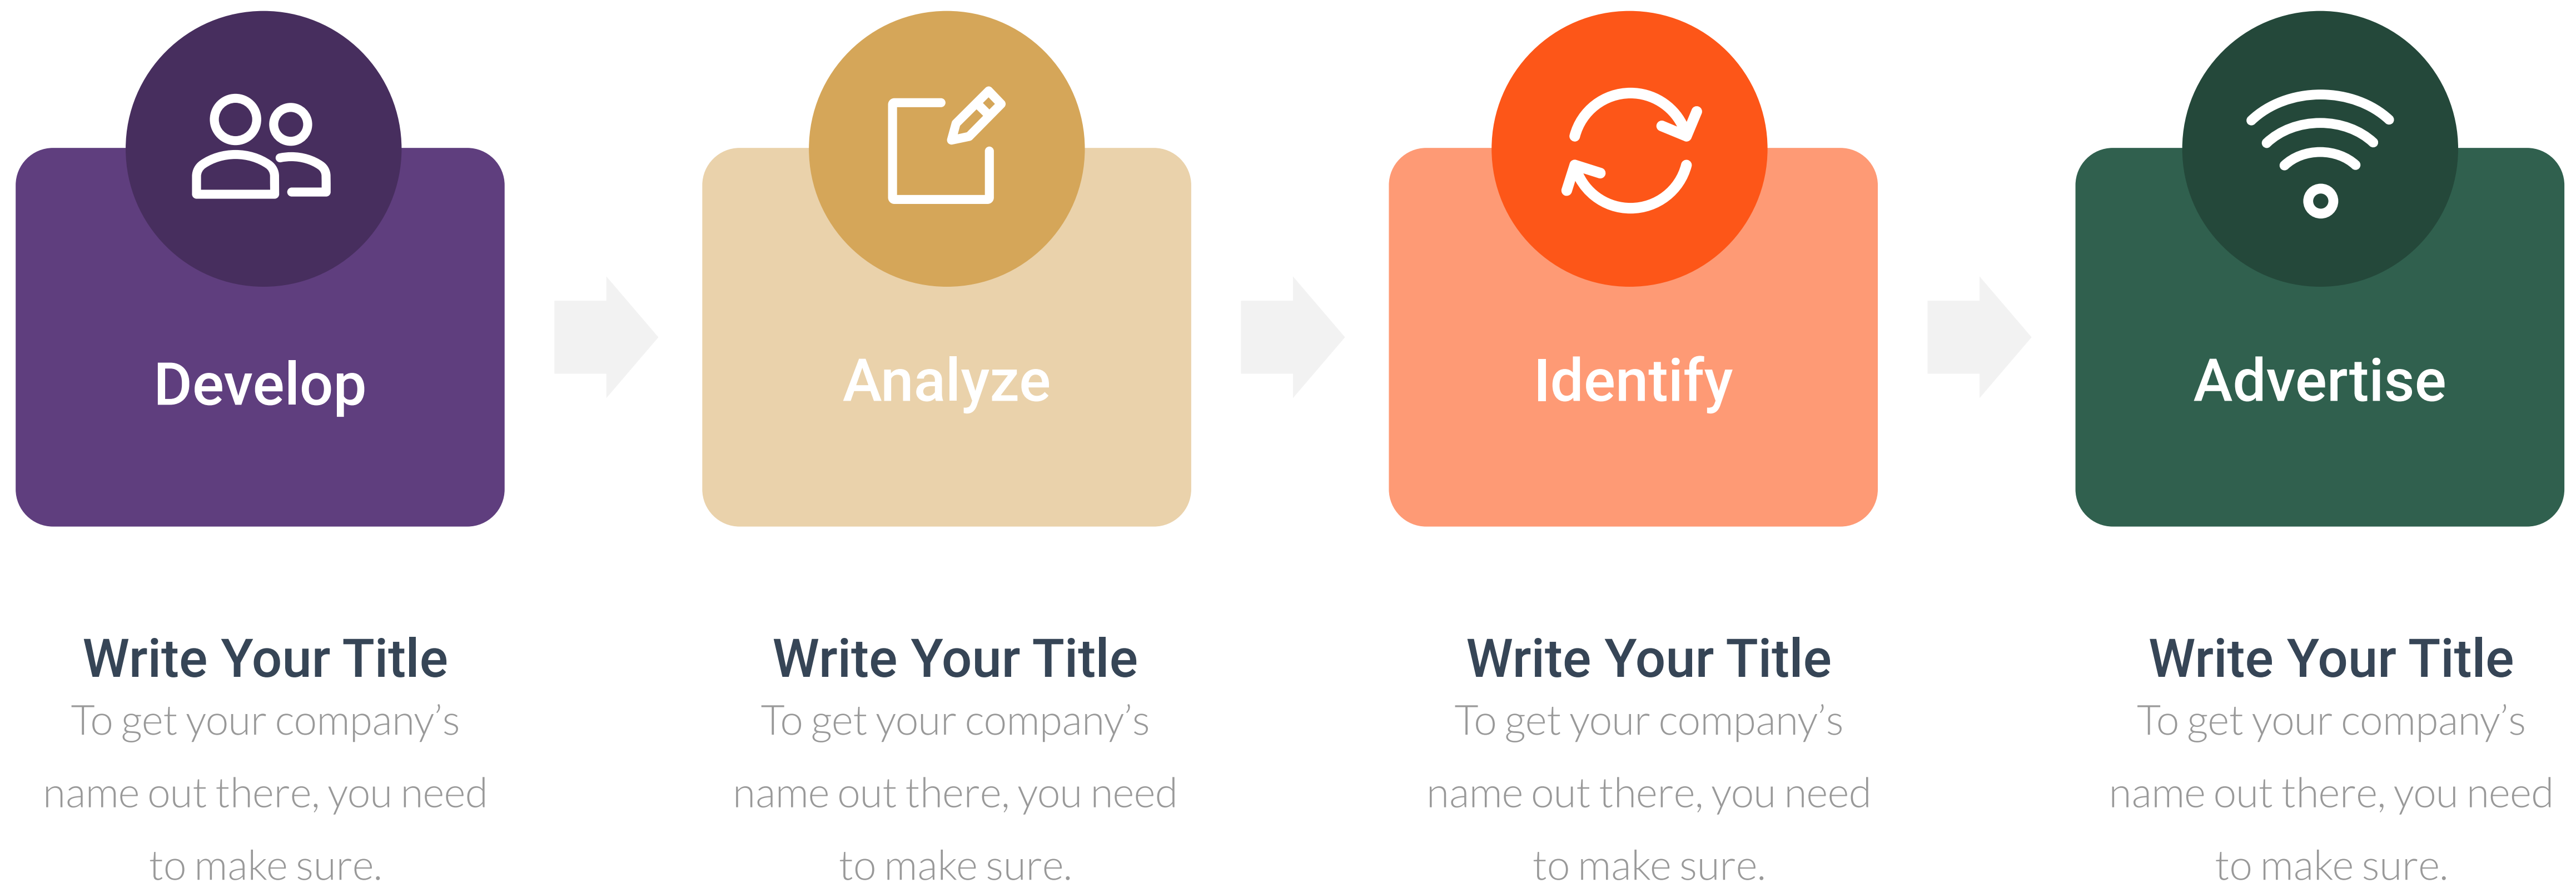 Develop
Analyze
Identify
Advertise
Write Your Title
To get your company’s
name out there, you need
to make sure.
Write Your Title
To get your company’s
name out there, you need
to make sure.
Write Your Title
To get your company’s
name out there, you need
to make sure.
Write Your Title
To get your company’s
name out there, you need
to make sure.